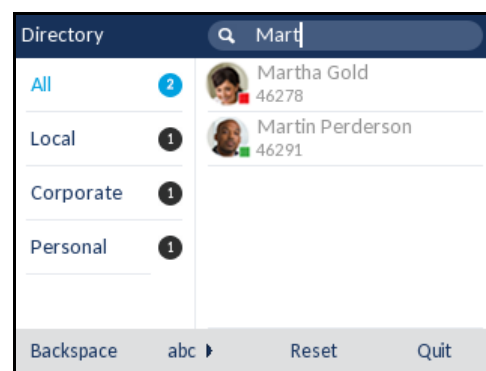 Directory
Mart
All 2
Local 1
Corporate 1
Personal 1
Martha Gold
46278
Martin Perderson
46291
Backspace abc Reset Quit